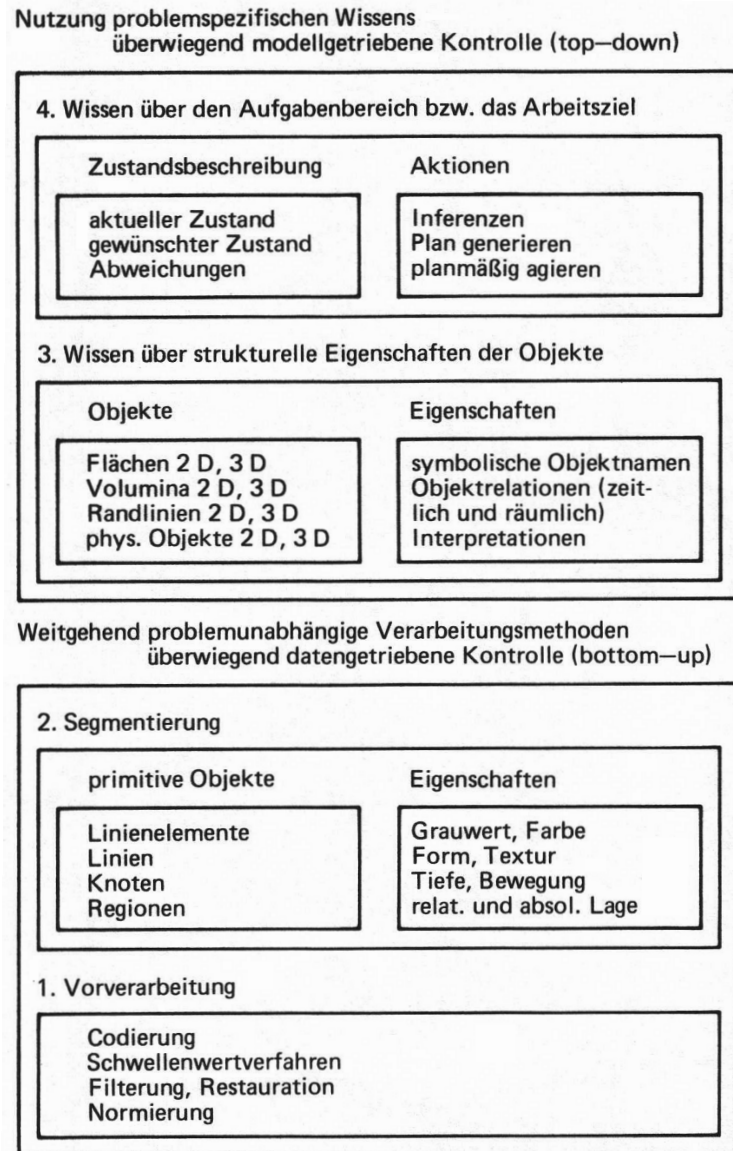 Nutzung problemspezifischen Wissens
überwiegend modellgetriebene Kontrolle (top–down)
4. Wissen über den Aufgabenbereich bzw. das Arbeitsziel
Zustandsbeschreibung
aktueller Zustand
gewünschter Zustand
Abweichungen
Aktionen
Inferenzen
Plan generieren
planmäßig agieren
3. Wissen über strukturelle Eigenschaften der Objekte
Objekte
Flächen 2 D, 3 D
Volumina 2 D, 3 D
Randlinien 2 D, 3 D
phys. Objekte 2 D, 3 D
Eigenschaften
symbolische Objektnamen
Objektrelationen (zeit-
lich und räumlich)
Interpretationen
Weitgehend problemunabhängige Verarbeitungsmethoden
überwiegend datengetriebene Kontrolle (bottom–up)
2. Segmentierung
primitive Objekte
Linienelemente
Linien
Knoten
Regionen
Eigenschaften
Grauwert, Farbe
Form, Textur
Tiefe, Bewegung
relat. und absol. Lage
1. Vorverarbeitung
Codierung
Schwellenwertverfahren
Filterung, Restauration
Normierung